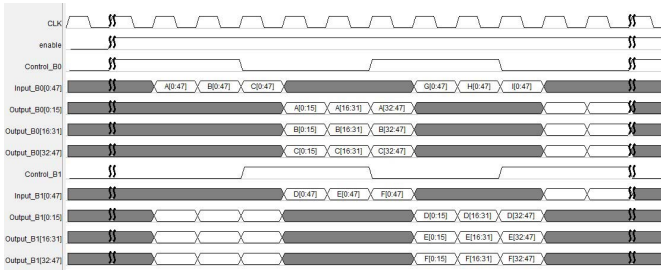 CLK
enable
Control_B0
Input_B0[0:47] A[0:47] B[0:47] C[0:47] G[0:47] H[0:47] I[0:47]
Output_B0[0:15] A[0:15] A[16:31] A[32:47]
Output_B0[16:31] B[0:15] B[16:31] B[32:47]
Output_B0[32:47] C[0:15] C[16:31] C[32:47]
Control_B1
Input_B1[0:47] D[0:47] E[0:47] F[0:47]
Output_B1[0:15] D[0:15] D[16:31] D[32:47]
Output_B1[16:31] E[0:15] E[16:31] E[32:47]
Output_B1[32:47] F[0:15] F[16:31] F[32:47]